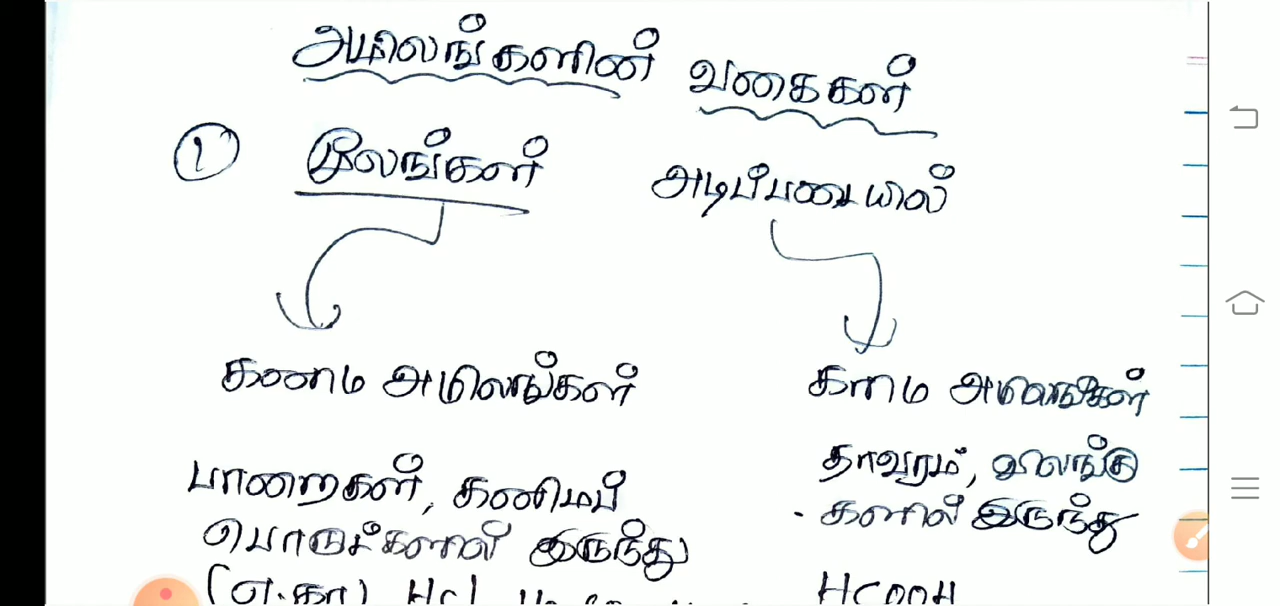 அமிலங்களின் வகைகள்
① மூலங்கள் அடிப்படையில்
கனிம அமிலங்கள்
கரிம அமிலங்கள்
பாறைகள், கனிமப்
பொருட்களில் இருந்து
(எ.கா) Hcl
தாவரம், விலங்கு
களில் இருந்து
HCOOH